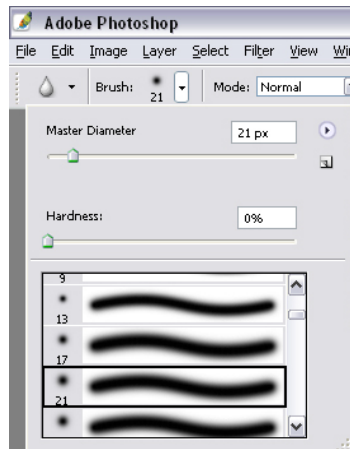 Adobe Photoshop
File Edit Image Layer Select Filter View
Brush: 21 Mode: Normal
Master Diameter 21 px
Hardness: 0%
9
13
17
21